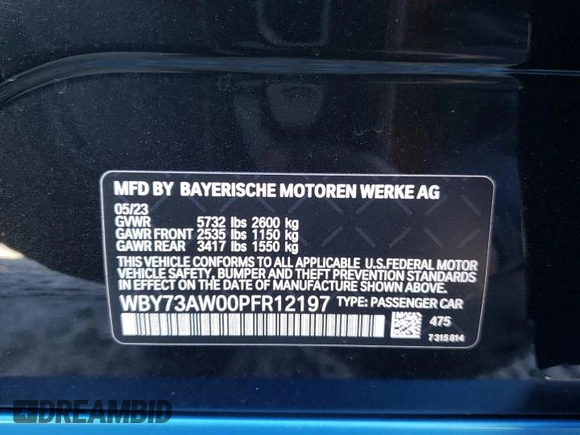 MFD BY BAYERISCHE MOTOREN WERKE AG
05/23
GVWR 5732 lbs 2600 kg
GAWR FRONT 2535 lbs 1150 kg
GAWR REAR 3417 lbs 1550 kg
THIS VEHICLE CONFORMS TO ALL APPLICABLE U.S.FEDERAL MOTOR
VEHICLE SAFETY, BUMPER, AND THEFT PREVENTION STANDARDS
IN EFFECT ON THE DATE OF MANUFACTURE SHOWN ABOVE.
WBY73AW00PFR12197 TYPE: PASSENGER CAR
475
7 315 814
DREAMBID